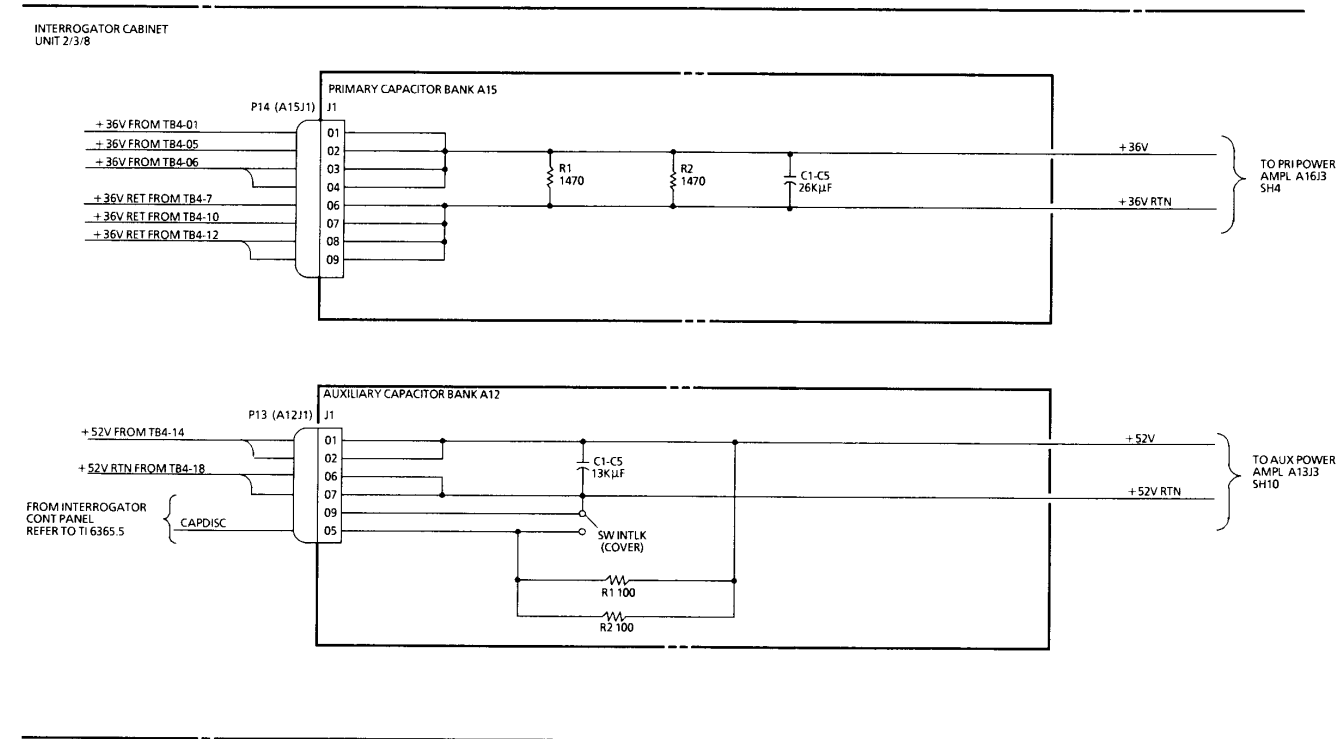 INTERROGATOR CABINET
UNIT 2/3/8
PRIMARY CAPACITOR BANK A15
P14 (A15J1) J1
+36V FROM TB4-01
+36V FROM TB4-05
+36V FROM TB4-06
+36V RET FROM TB4-7
+36V RET FROM TB4-10
+36V RET FROM TB4-12
01
02
03
04
06
07
08
09
R1
1470
R2
1470
C1-C5
26KµF
+36V
+36V RTN
TO PRI POWER
AMPL A16J3
SH4
AUXILIARY CAPACITOR BANK A12
P13 (A12J1) J1
+52V FROM TB4-14
+52V RTN FROM TB4-18
FROM INTERROGATOR
CONT PANEL
REFER TO TI 6365.5
CAPDISC
01
02
06
07
09
05
C1-C5
13KµF
SW INTLK
(COVER)
R1 100
R2 100
+52V
+52V RTN
TO AUX POWER
AMPL A13J3
SH10